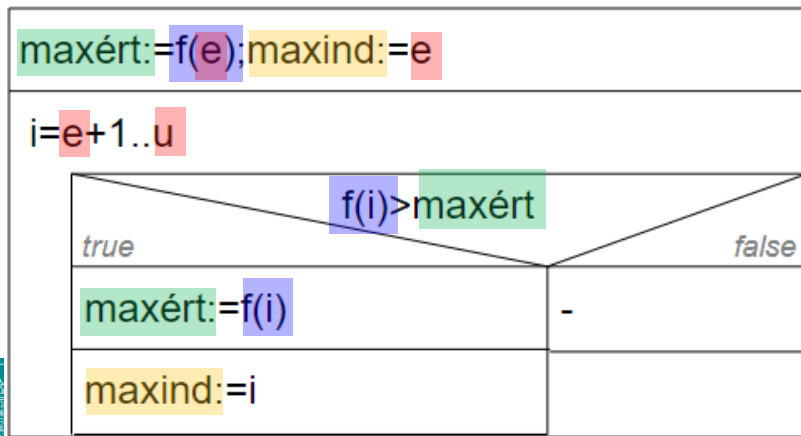 maxért:=f(e);maxind:=e
i=e+1..u
f(i)>maxért
true
false
maxért:=f(i)
-
maxind:=i